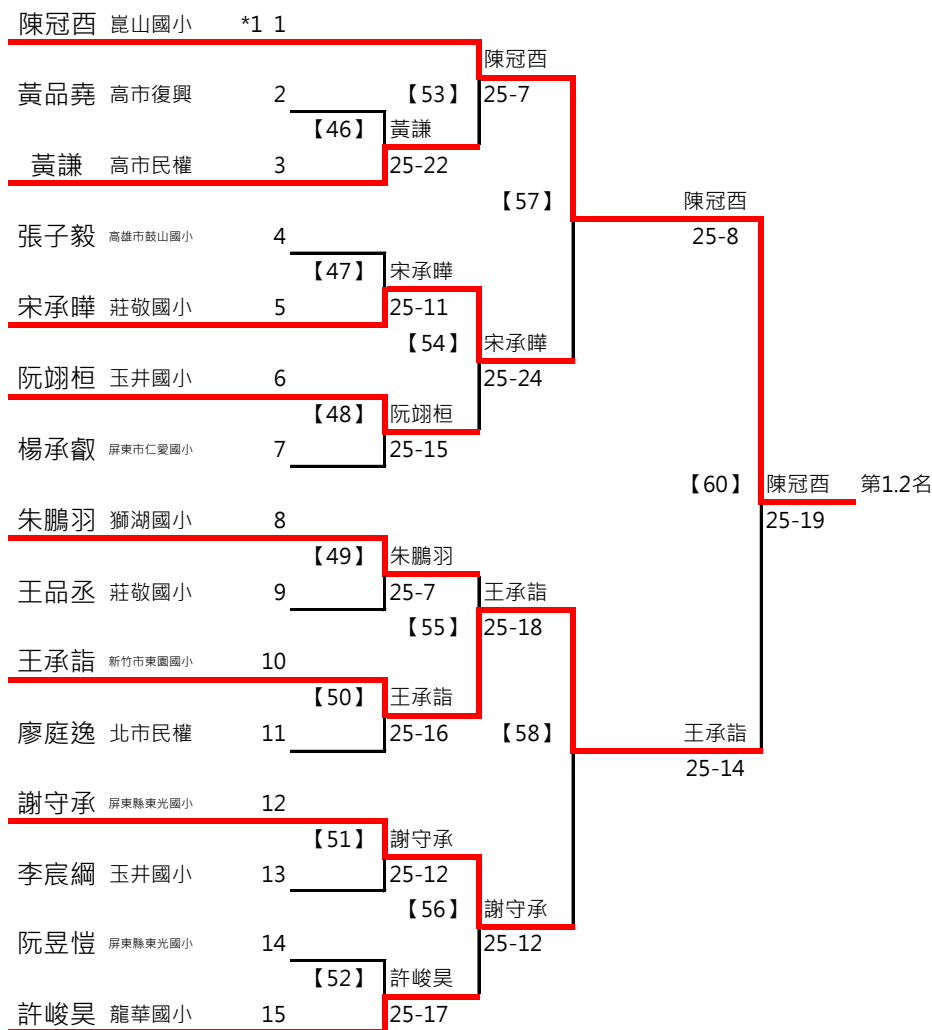 陳冠酉 崑山國小 *1 1
陳冠酉
黃品堯 高市復興 2 【53】 25-7
【46】 黃謙
黃謙 高市民權 3 25-22
【57】 陳冠酉
張子毅 高雄市鼓山國小 4 25-8
【47】 宋承曄
宋承曄 莊敬國小 5 25-11
【54】 宋承曄
阮翊桓 玉井國小 6 25-24
【48】 阮翊桓
楊承叡 屏東市仁愛國小 7 25-15
【60】 陳冠酉 第1.2名
朱鵬羽 獅湖國小 8 25-19
【49】 朱鵬羽
王品丞 莊敬國小 9 25-7 王承詣
【55】 25-18
王承詣 新竹市東園國小 10
【50】 王承詣
廖庭逸 北市民權 11 25-16 【58】 王承詣
25-14
謝守承 屏東縣東光國小 12
【51】 謝守承
李宸綱 玉井國小 13 25-12
【56】 謝守承
阮昱愷 屏東縣東光國小 14 25-12
【52】 許峻昊
許峻昊 龍華國小 15 25-17